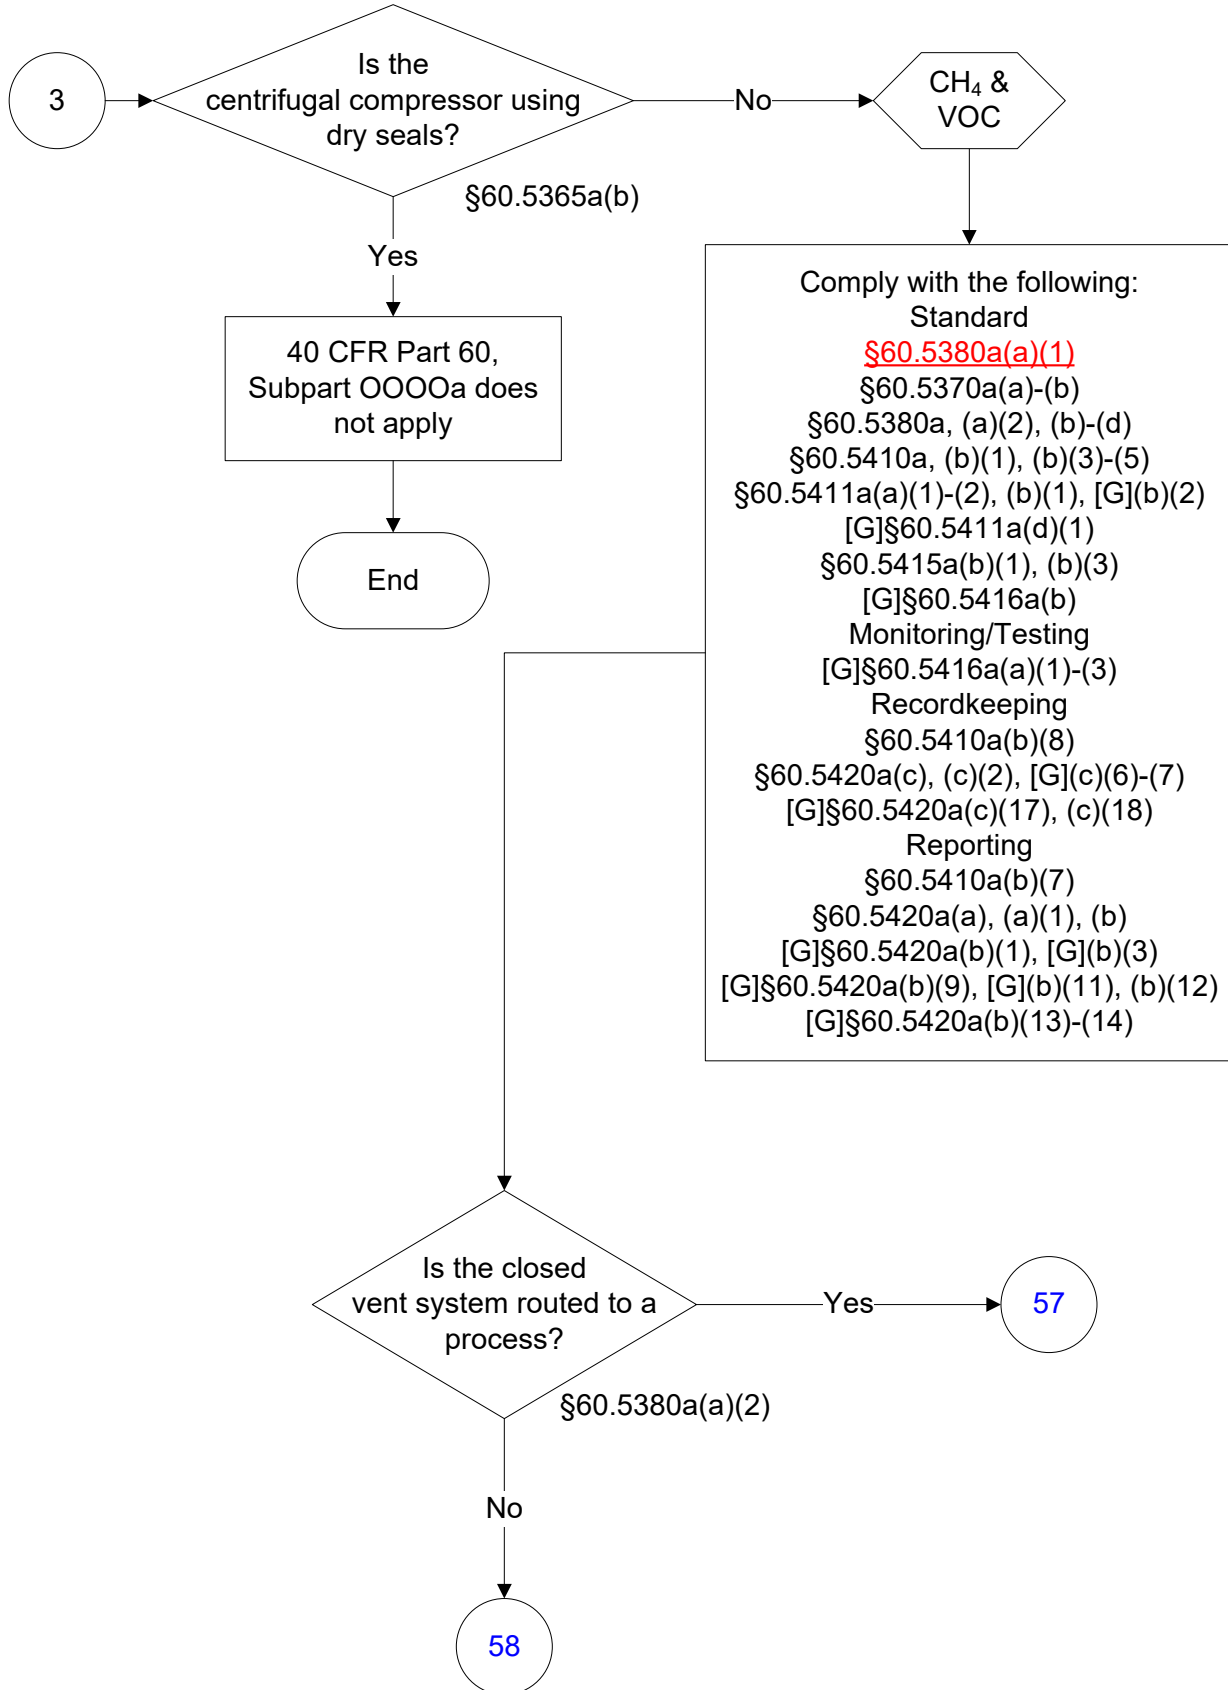 3
Is the
centrifugal compressor using
dry seals?
No
CH₄ &
VOC
§60.5365a(b)
Yes
40 CFR Part 60,
Subpart OOOOa does
not apply
End
Comply with the following:
Standard
§60.5380a(a)(1)
§60.5370a(a)-(b)
§60.5380a, (a)(2), (b)-(d)
§60.5410a, (b)(1), (b)(3)-(5)
§60.5411a(a)(1)-(2), (b)(1), [G](b)(2)
[G]§60.5411a(d)(1)
§60.5415a(b)(1), (b)(3)
[G]§60.5416a(b)
Monitoring/Testing
[G]§60.5416a(a)(1)-(3)
Recordkeeping
§60.5410a(b)(8)
§60.5420a(c), (c)(2), [G](c)(6)-(7)
[G]§60.5420a(c)(17), (c)(18)
Reporting
§60.5410a(b)(7)
§60.5420a(a), (a)(1), (b)
[G]§60.5420a(b)(1), [G](b)(3)
[G]§60.5420a(b)(9), [G](b)(11), (b)(12)
[G]§60.5420a(b)(13)-(14)
Is the closed
vent system routed to a
process?
Yes
57
§60.5380a(a)(2)
No
58